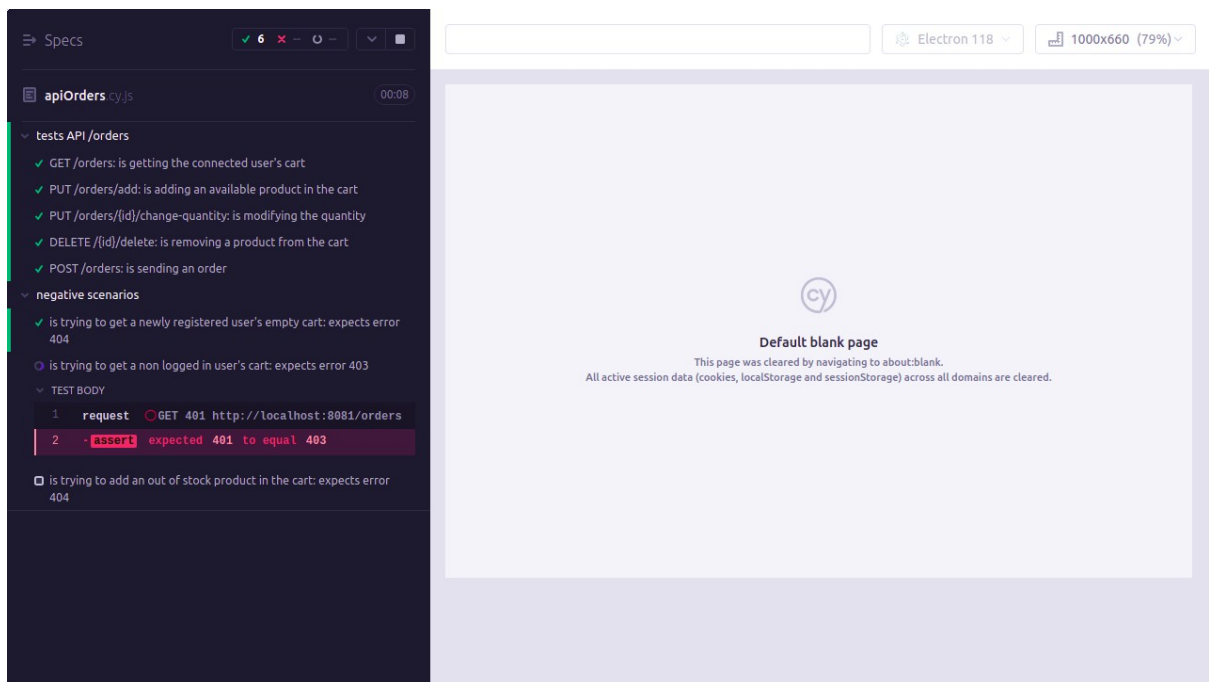 Specs
6 -- --
apiOrders.cy.js 00:08
tests API /orders
GET /orders: is getting the connected user's cart
PUT /orders/add: is adding an available product in the cart
PUT /orders/{id}/change-quantity: is modifying the quantity
DELETE /{id}/delete: is removing a product from the cart
POST /orders: is sending an order
negative scenarios
is trying to get a newly registered user's empty cart: expects error
404
is trying to get a non logged in user's cart: expects error 403
TEST BODY
1 request GET 401 http://localhost:8081/orders
2 -assert expected 401 to equal 403
is trying to add an out of stock product in the cart: expects error
404
Electron 118
1000x660 (79%)
cy
Default blank page
This page was cleared by navigating to about:blank.
All active session data (cookies, localStorage and sessionStorage) across all domains are cleared.